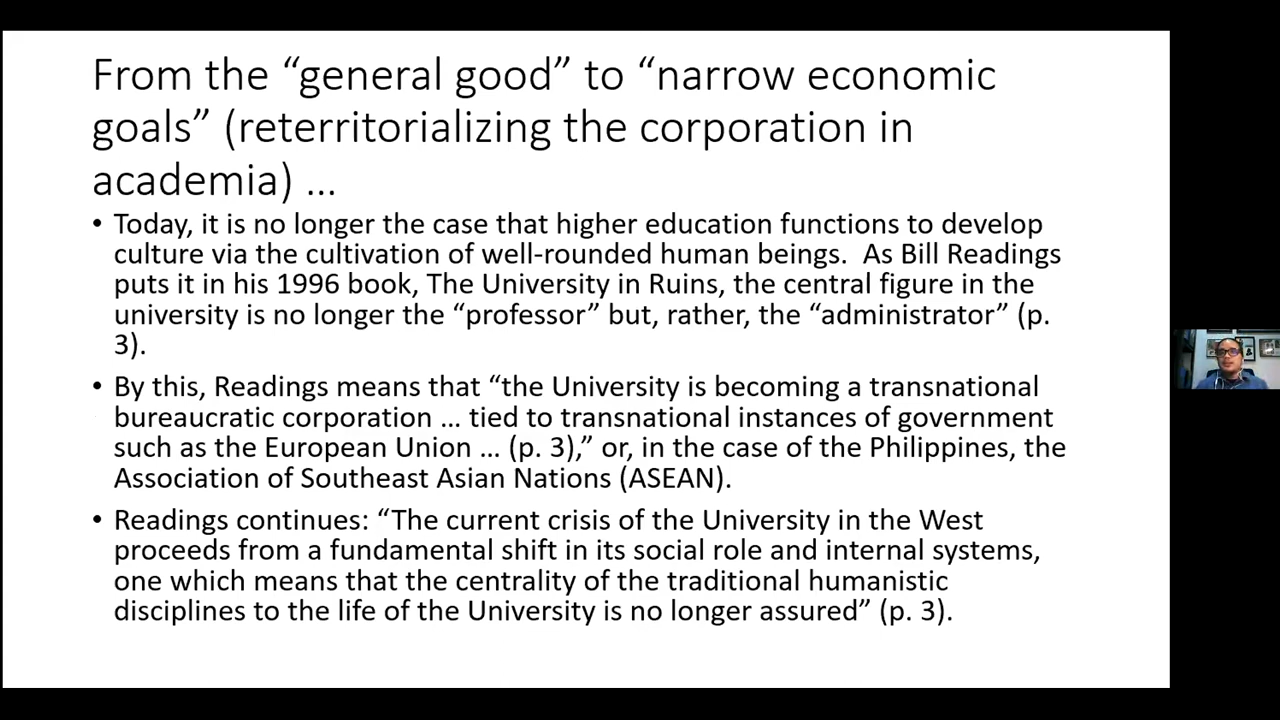 From the “general good” to “narrow economic
goals” (reterritorializing the corporation in
academia) …
• Today, it is no longer the case that higher education functions to develop
culture via the cultivation of well-rounded human beings.  As Bill Readings
puts it in his 1996 book, The University in Ruins, the central figure in the
university is no longer the “professor” but, rather, the “administrator” (p.
3).
• By this, Readings means that “the University is becoming a transnational
bureaucratic corporation … tied to transnational instances of government
such as the European Union … (p. 3),” or, in the case of the Philippines, the
Association of Southeast Asian Nations (ASEAN).
• Readings continues: “The current crisis of the University in the West
proceeds from a fundamental shift in its social role and internal systems,
one which means that the centrality of the traditional humanistic
disciplines to the life of the University is no longer assured” (p. 3).